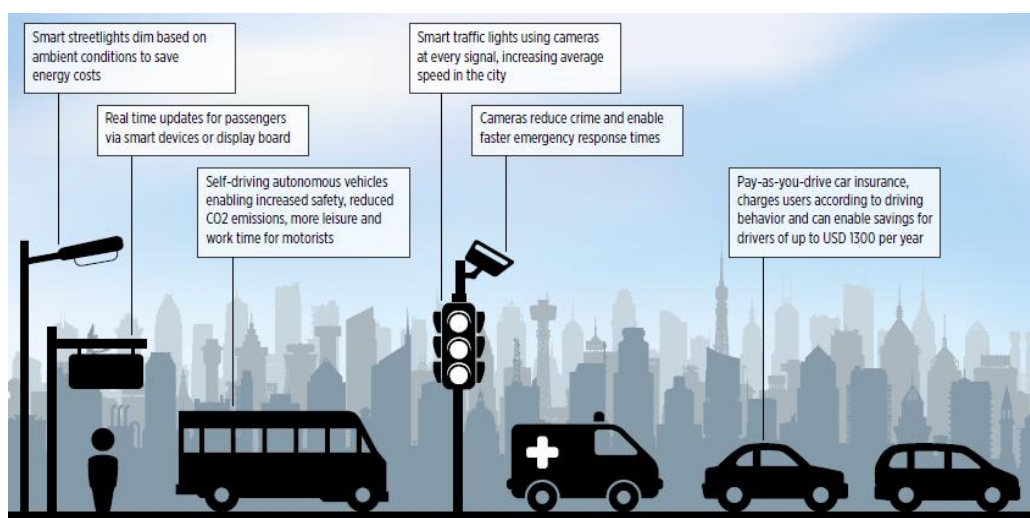 Smart streetlights dim based on
ambient conditions to save
energy costs
Real time updates for passengers
via smart devices or display board
Self-driving autonomous vehicles
enabling increased safety, reduced
CO2 emissions, more leisure and
work time for motorists
Smart traffic lights using cameras
at every signal, increasing average
speed in the city
Cameras reduce crime and enable
faster emergency response times
Pay-as-you-drive car insurance,
charges users according to driving
behavior and can enable savings for
drivers of up to USD 1300 per year